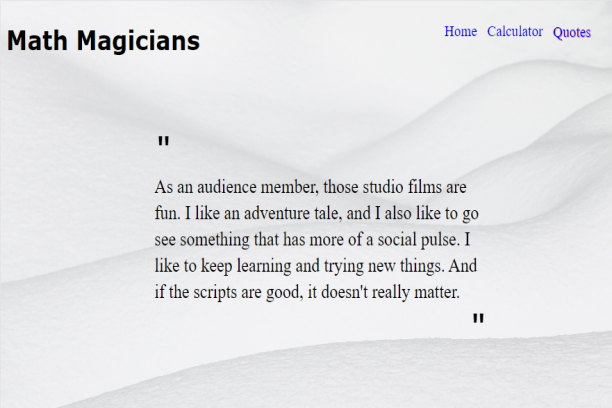 Math Magicians
Home Calculator Quotes
"
As an audience member, those studio films are
fun. I like an adventure tale, and I also like to go
see something that has more of a social pulse. I
like to keep learning and trying new things. And
if the scripts are good, it doesn't really matter.
"